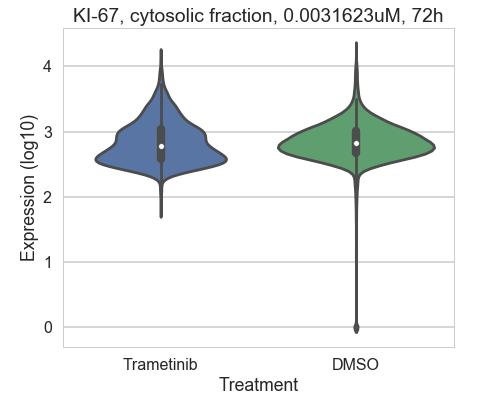 KI-67, cytosolic fraction, 0.0031623uM, 72h
Expression (log10)
4
3
2
1
0
Trametinib
DMSO
Treatment